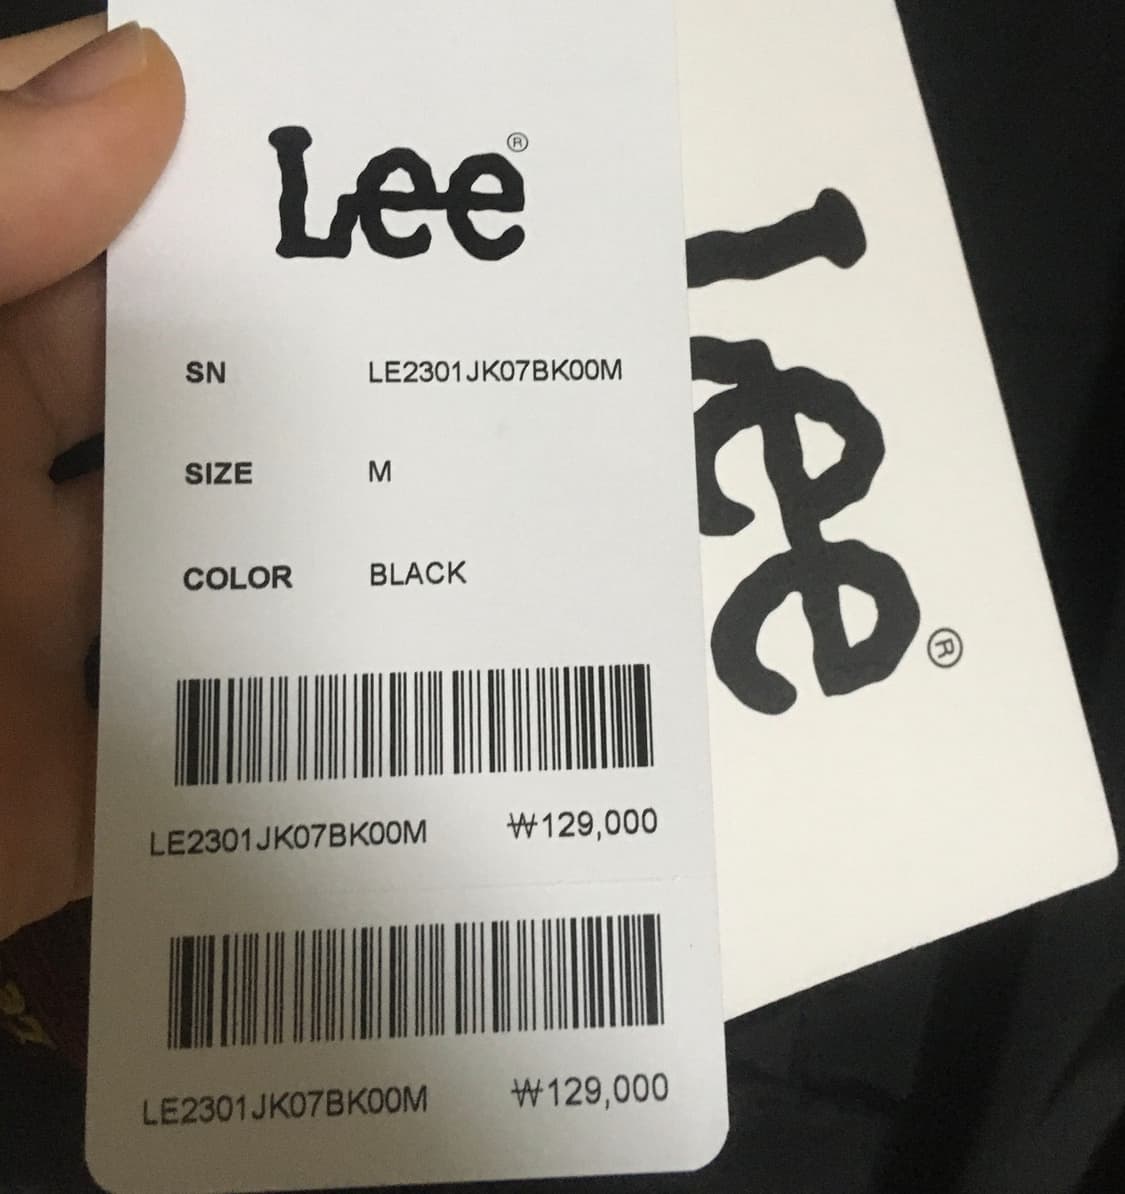 Lee®
SN LE2301JK07BK00M
SIZE M
COLOR BLACK
LE2301JK07BK00M ₩129,000
LE2301JK07BK00M ₩129,000
Lee®